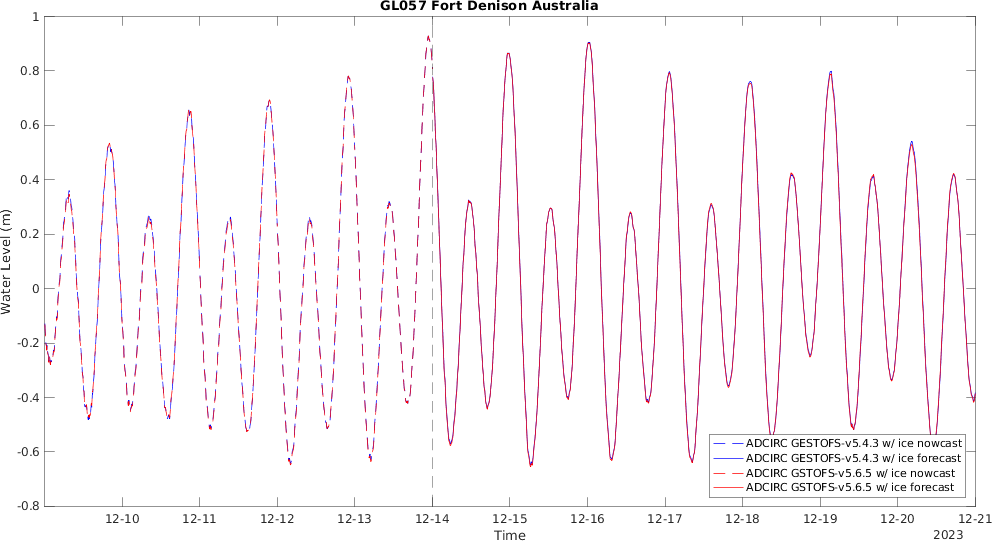 GL057 Fort Denison Australia
1
0.8
0.6
0.4
0.2
0
-0.2
-0.4
-0.6
-0.8
Water Level (m)
ADCIRC GESTOFS-v5.4.3 w/ ice nowcast
ADCIRC GESTOFS-v5.4.3 w/ ice forecast
ADCIRC GSTOFS-v5.6.5 w/ ice nowcast
ADCIRC GSTOFS-v5.6.5 w/ ice forecast
12-10 12-11 12-12 12-13 12-14 12-15 12-16 12-17 12-18 12-19 12-20 12-21
Time
2023